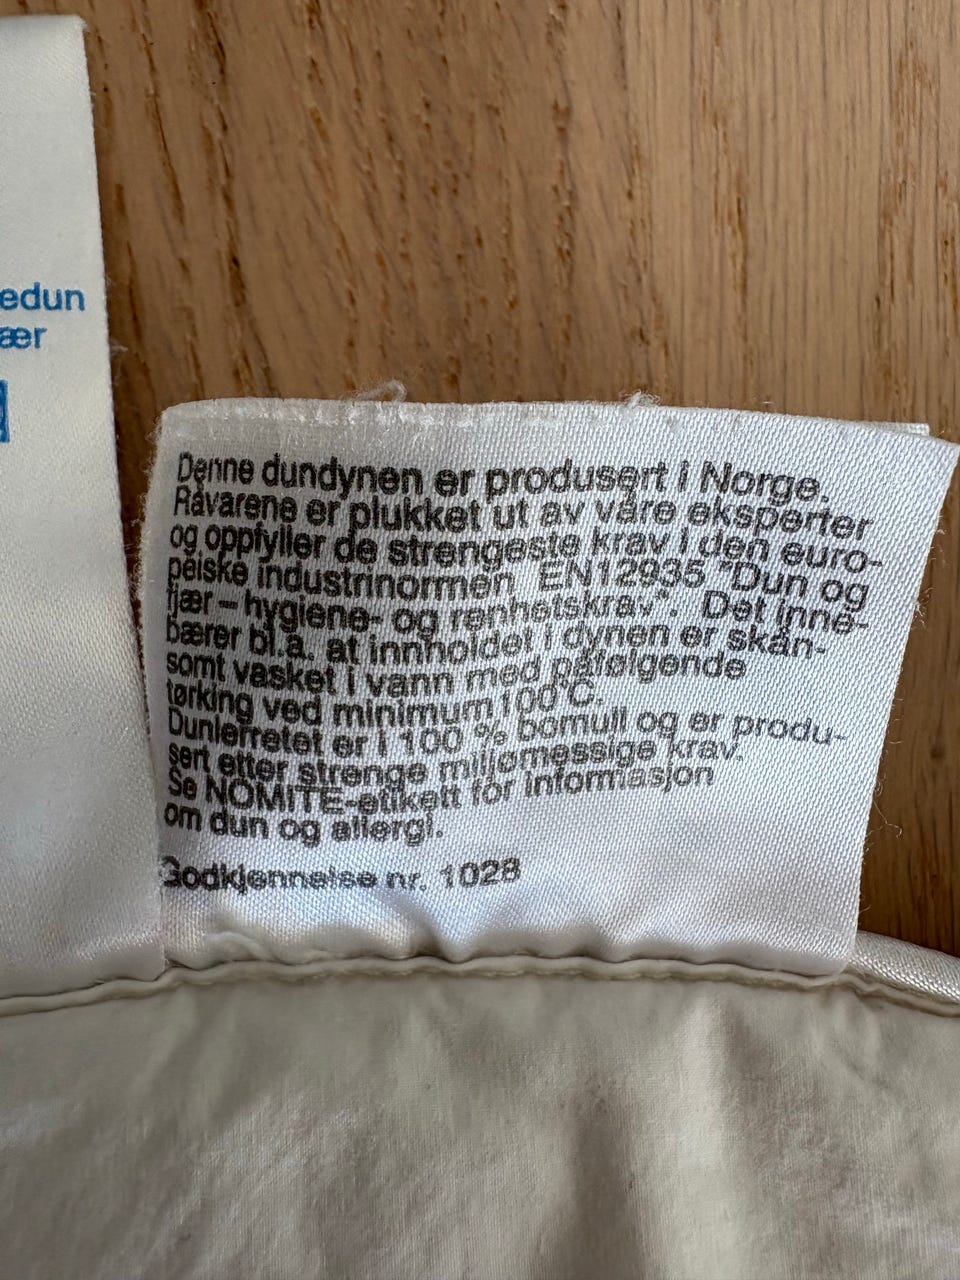 edun
ær
Denne dundynen er produsert i Norge.
Råvarene er plukket ut av våre eksperter
og oppfyller de strengeste krav i den euro-
peiske industrinormen EN12935 "Dun og
fjær – hygiene- og renhetskrav". Det inne-
bærer bl.a. at innholdet i dynen er skån-
somt vasket i vann med påfølgende
tørking ved minimum 100°C.
Dunlerretet er i 100 % bomull og er produ-
sert etter strenge miljømessige krav.
Se NOMITE-etikett for informasjon
om dun og allergi.
Godkjennelse nr. 1028